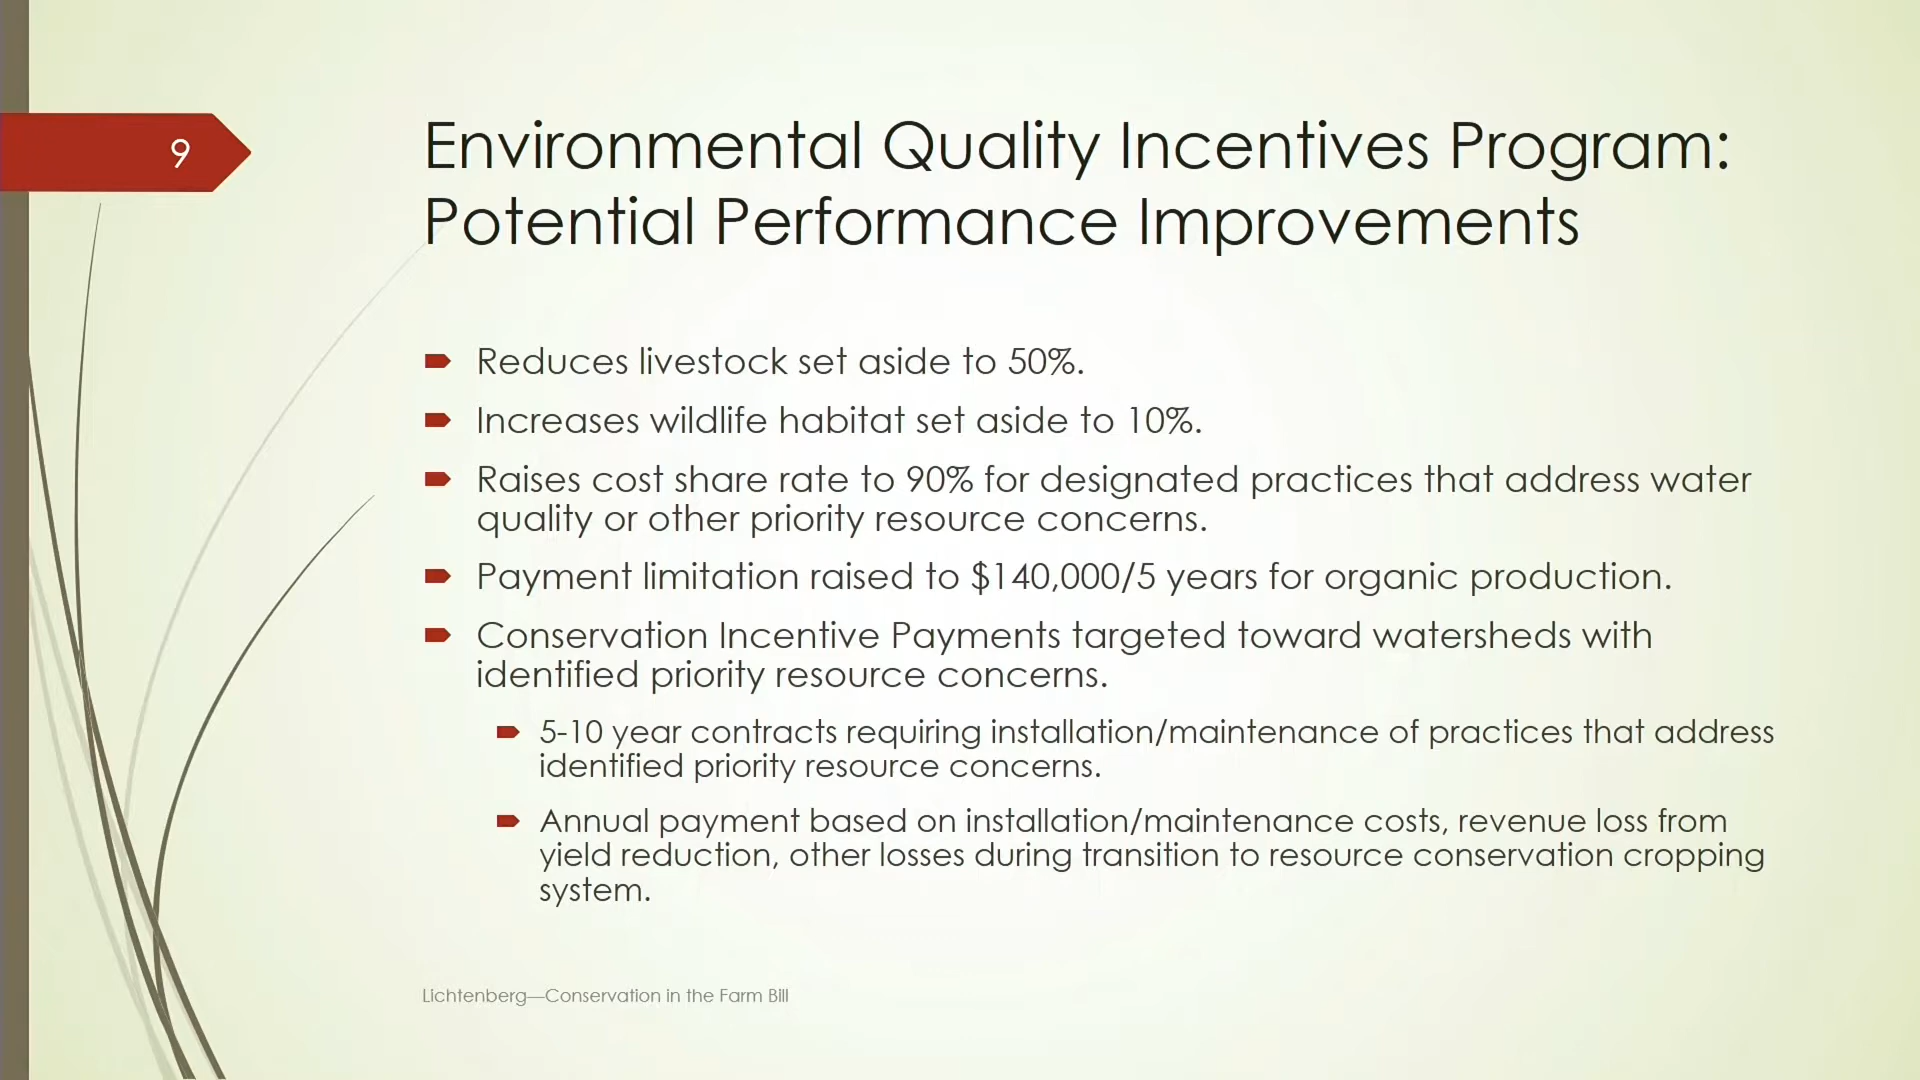 9
Environmental Quality Incentives Program:
Potential Performance Improvements
Reduces livestock set aside to 50%.
Increases wildlife habitat set aside to 10%.
Raises cost share rate to 90% for designated practices that address water
quality or other priority resource concerns.
Payment limitation raised to $140,000/5 years for organic production.
Conservation Incentive Payments targeted toward watersheds with
identified priority resource concerns.
5-10 year contracts requiring installation/maintenance of practices that address
identified priority resource concerns.
Annual payment based on installation/maintenance costs, revenue loss from
yield reduction, other losses during transition to resource conservation cropping
system.
Lichtenberg—Conservation in the Farm Bill